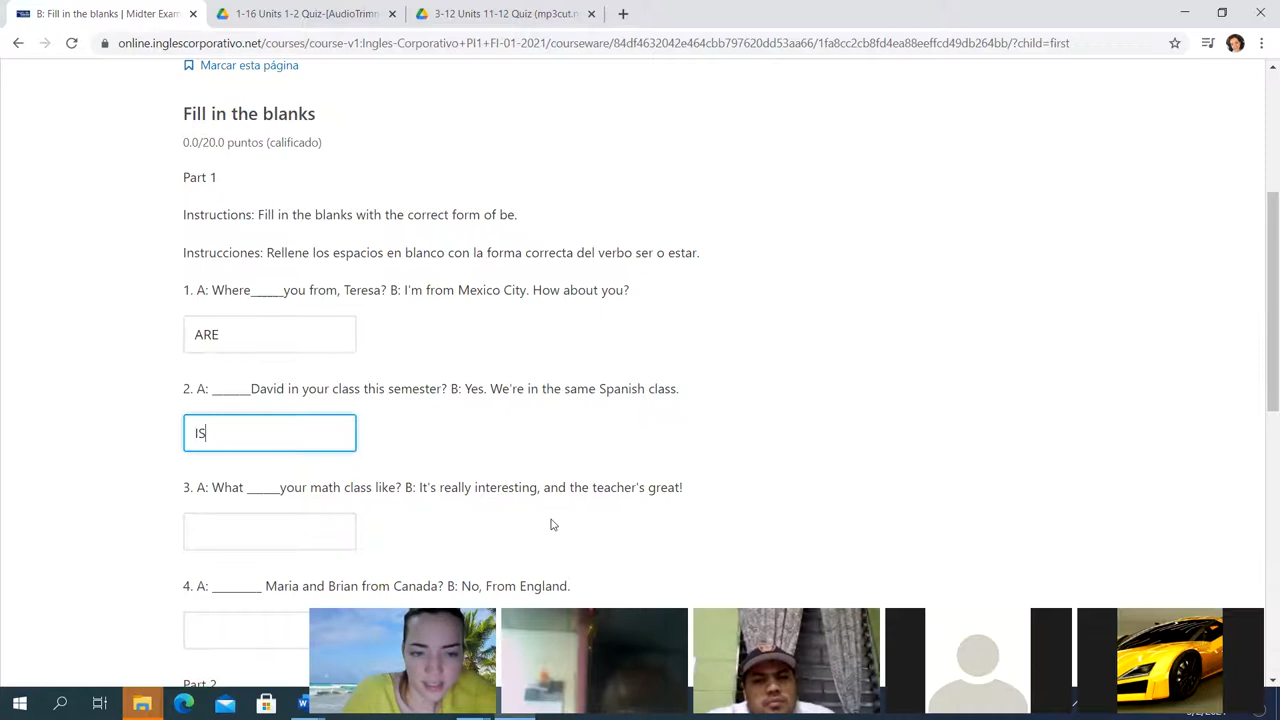 B: Fill in the blanks | Midter Exam
1-16 Units 1-2 Quiz-[AudioTrimm
3-12 Units 11-12 Quiz (mp3cut.n
online.inglescorporativo.net/courses/course-v1:Ingles-Corporativo+PI1+FI-01-2021/courseware/84df4632042e464cbb797620dd53aa66/1fa8cc2cb8fd4ea88eeffcd49db264bb/?child=first
Marcar esta página
Fill in the blanks
0.0/20.0 puntos (calificado)
Part 1
Instructions: Fill in the blanks with the correct form of be.
Instrucciones: Rellene los espacios en blanco con la forma correcta del verbo ser o estar.
1. A: Where______you from, Teresa? B: I'm from Mexico City. How about you?
ARE
2. A: _______David in your class this semester? B: Yes. We're in the same Spanish class.
IS
3. A: What ______your math class like? B: It's really interesting, and the teacher's great!
4. A: ________ Maria and Brian from Canada? B: No, From England.
Part 2